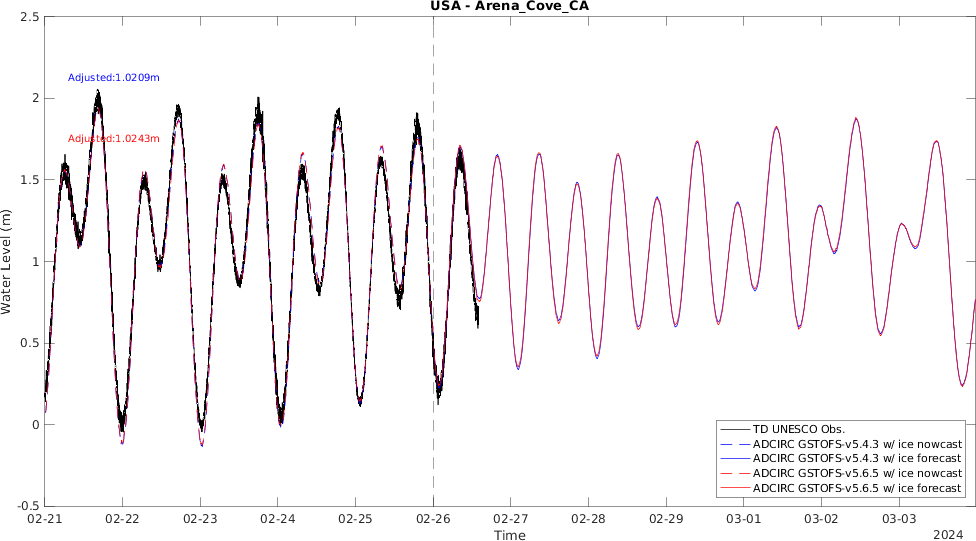 USA - Arena_Cove_CA
2.5
2
1.5
1
0.5
0
-0.5
Water Level (m)
Adjusted:1.0209m
Adjusted:1.0243m
TD UNESCO Obs.
ADCIRC GSTOFS-v5.4.3 w/ ice nowcast
ADCIRC GSTOFS-v5.4.3 w/ ice forecast
ADCIRC GSTOFS-v5.6.5 w/ ice nowcast
ADCIRC GSTOFS-v5.6.5 w/ ice forecast
02-21 02-22 02-23 02-24 02-25 02-26 02-27 02-28 02-29 03-01 03-02 03-03
Time
2024